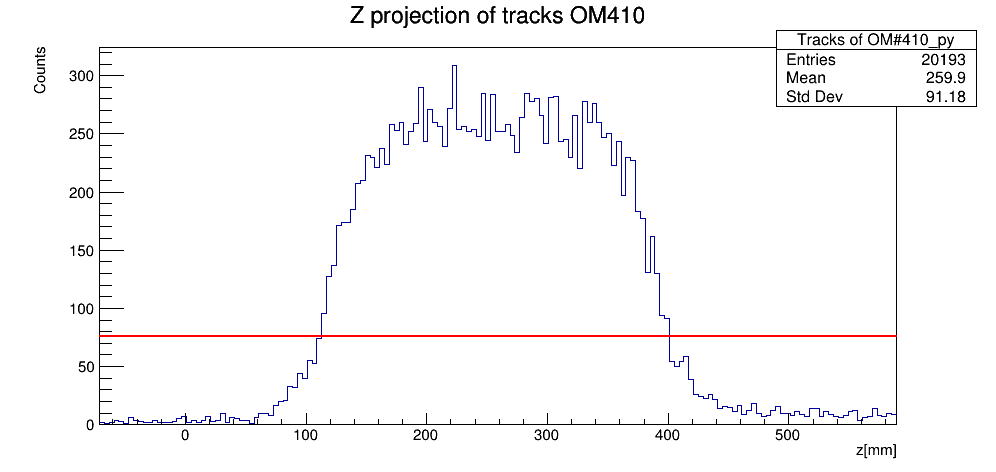 Z projection of tracks OM410
Tracks of OM#410_py
Entries 20193
Mean 259.9
Std Dev 91.18
Counts
300
250
200
150
100
50
0
0 100 200 300 400 500
z[mm]